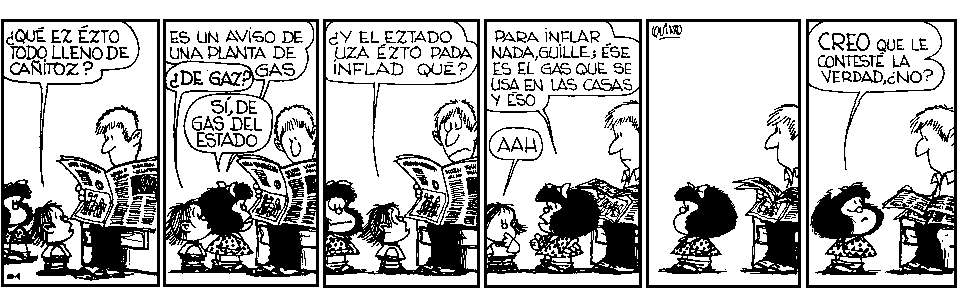 ¿QUÉ EZ ÉZTO
TODO LLENO DE
CAÑITOZ?
ES UN AVISO DE
UNA PLANTA DE
GAS
¿DE GAZ?
SÍ, DE
GAS DEL
ESTADO
¿Y EL EZTADO
UZA ÉZTO PADA
INFLAD QUÉ?
PARA INFLAR
NADA, GUILLE; ÉSE
ES EL GAS QUE SE
USA EN LAS CASAS
Y ESO
AAH
QUINO
CREO QUE LE
CONTESTÉ LA
VERDAD, ¿NO?